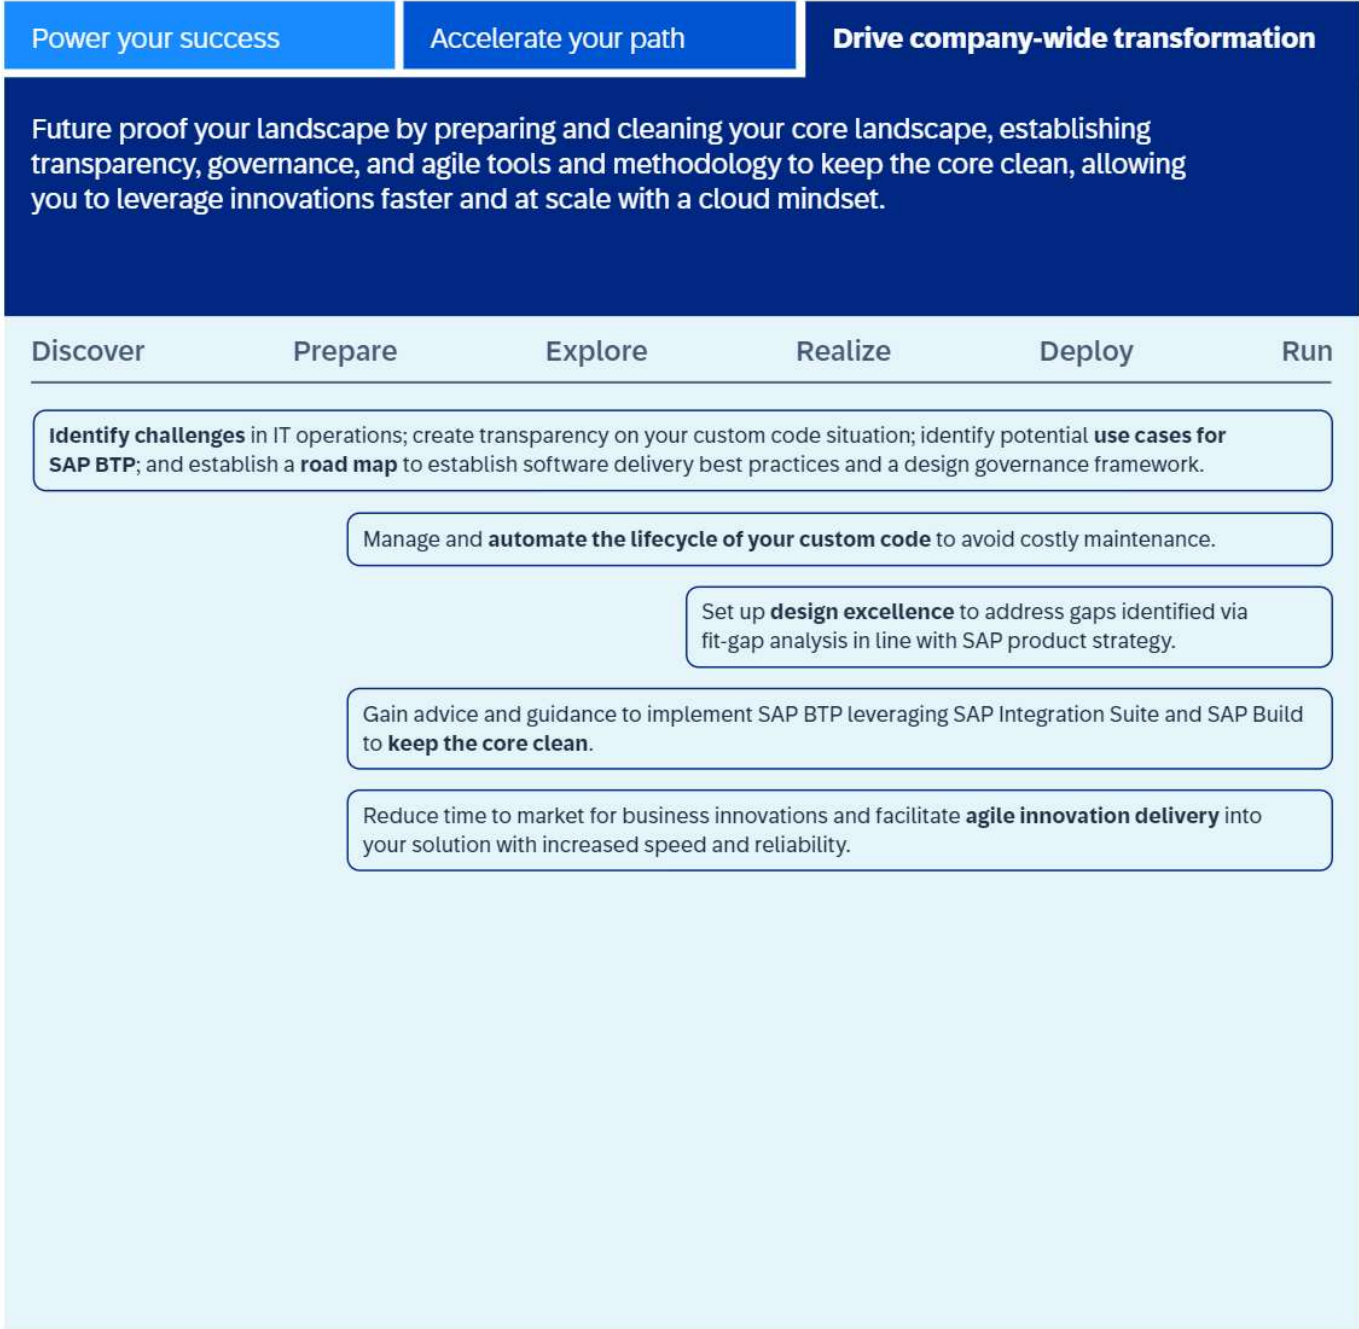 Power your success
Accelerate your path
Drive company-wide transformation
Future proof your landscape by preparing and cleaning your core landscape, establishing
transparency, governance, and agile tools and methodology to keep the core clean, allowing
you to leverage innovations faster and at scale with a cloud mindset.
Discover Prepare Explore Realize Deploy Run
Identify challenges in IT operations; create transparency on your custom code situation; identify potential use cases for
SAP BTP; and establish a road map to establish software delivery best practices and a design governance framework.
Manage and automate the lifecycle of your custom code to avoid costly maintenance.
Set up design excellence to address gaps identified via
fit-gap analysis in line with SAP product strategy.
Gain advice and guidance to implement SAP BTP leveraging SAP Integration Suite and SAP Build
to keep the core clean.
Reduce time to market for business innovations and facilitate agile innovation delivery into
your solution with increased speed and reliability.